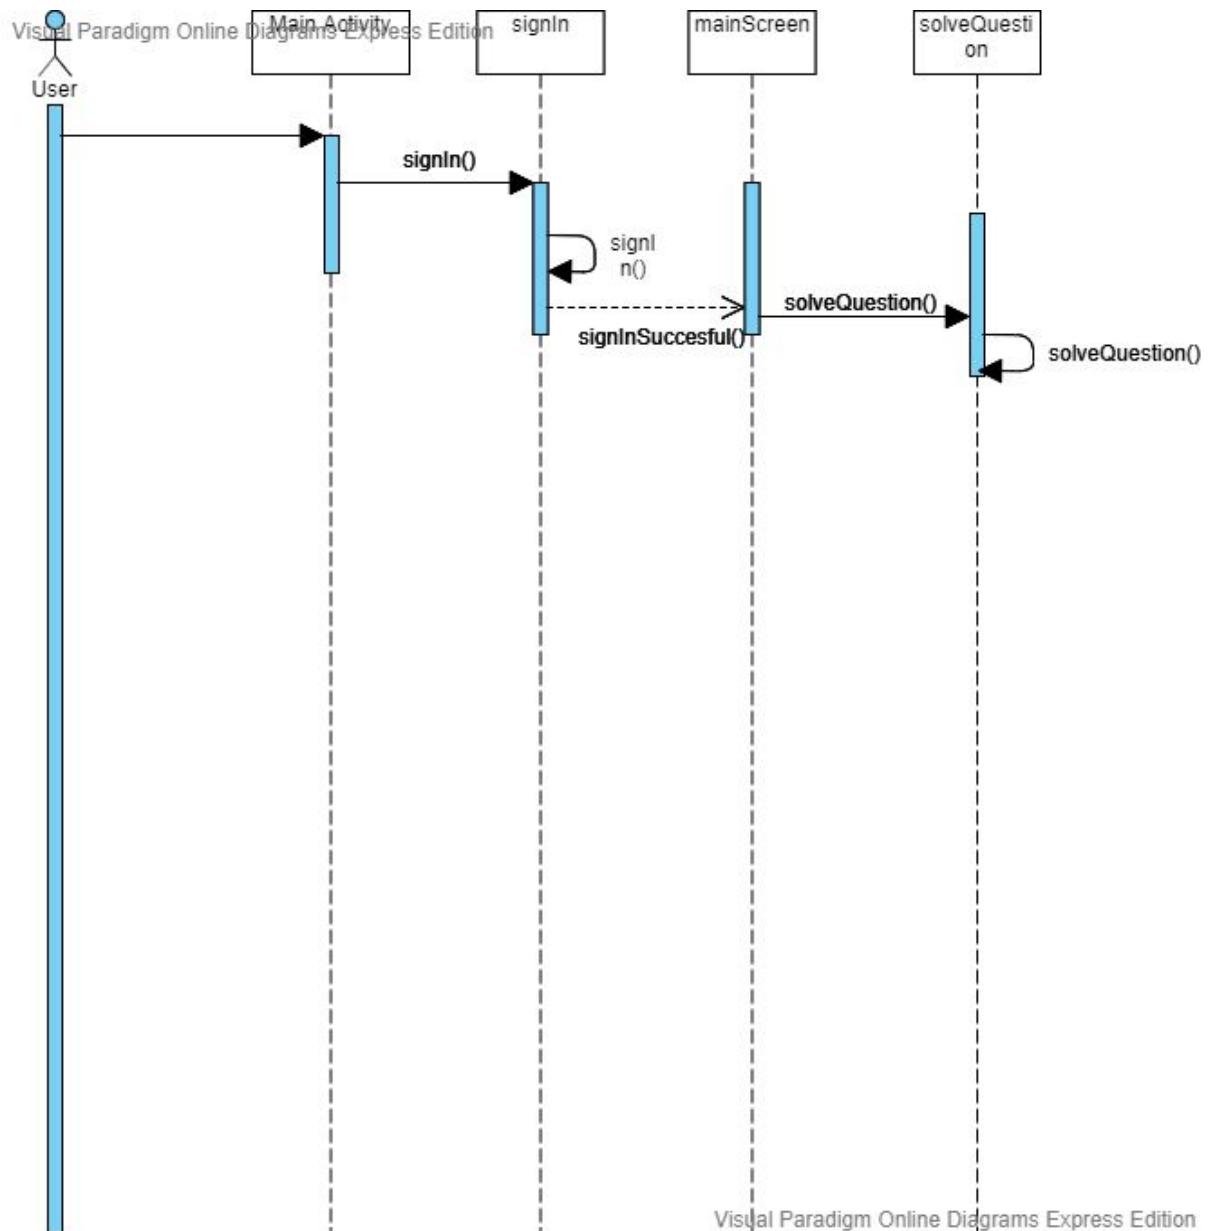 Visual Paradigm Online Diagrams Express Edition
User
Main Activity
signIn
mainScreen
solveQuesti
on
signIn()
signI
n()
signInSuccesful()
solveQuestion()
solveQuestion()
Visual Paradigm Online Diagrams Express Edition